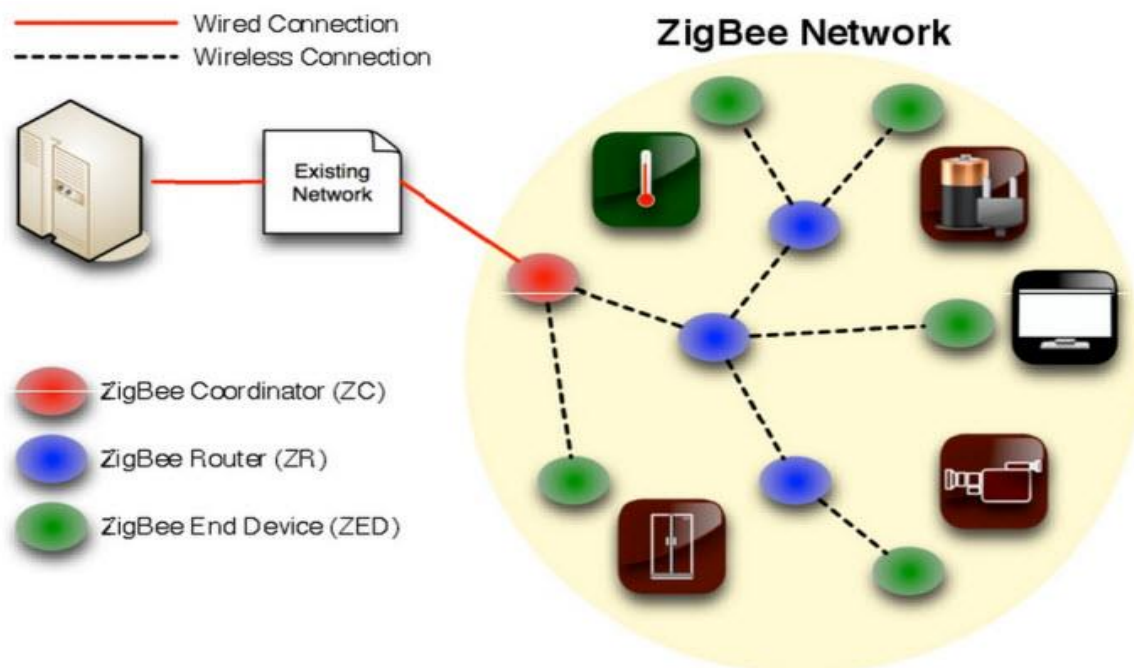 Wired Connection
Wireless Connection
ZigBee Network
Existing
Network
ZigBee Coordinator (ZC)
ZigBee Router (ZR)
ZigBee End Device (ZED)